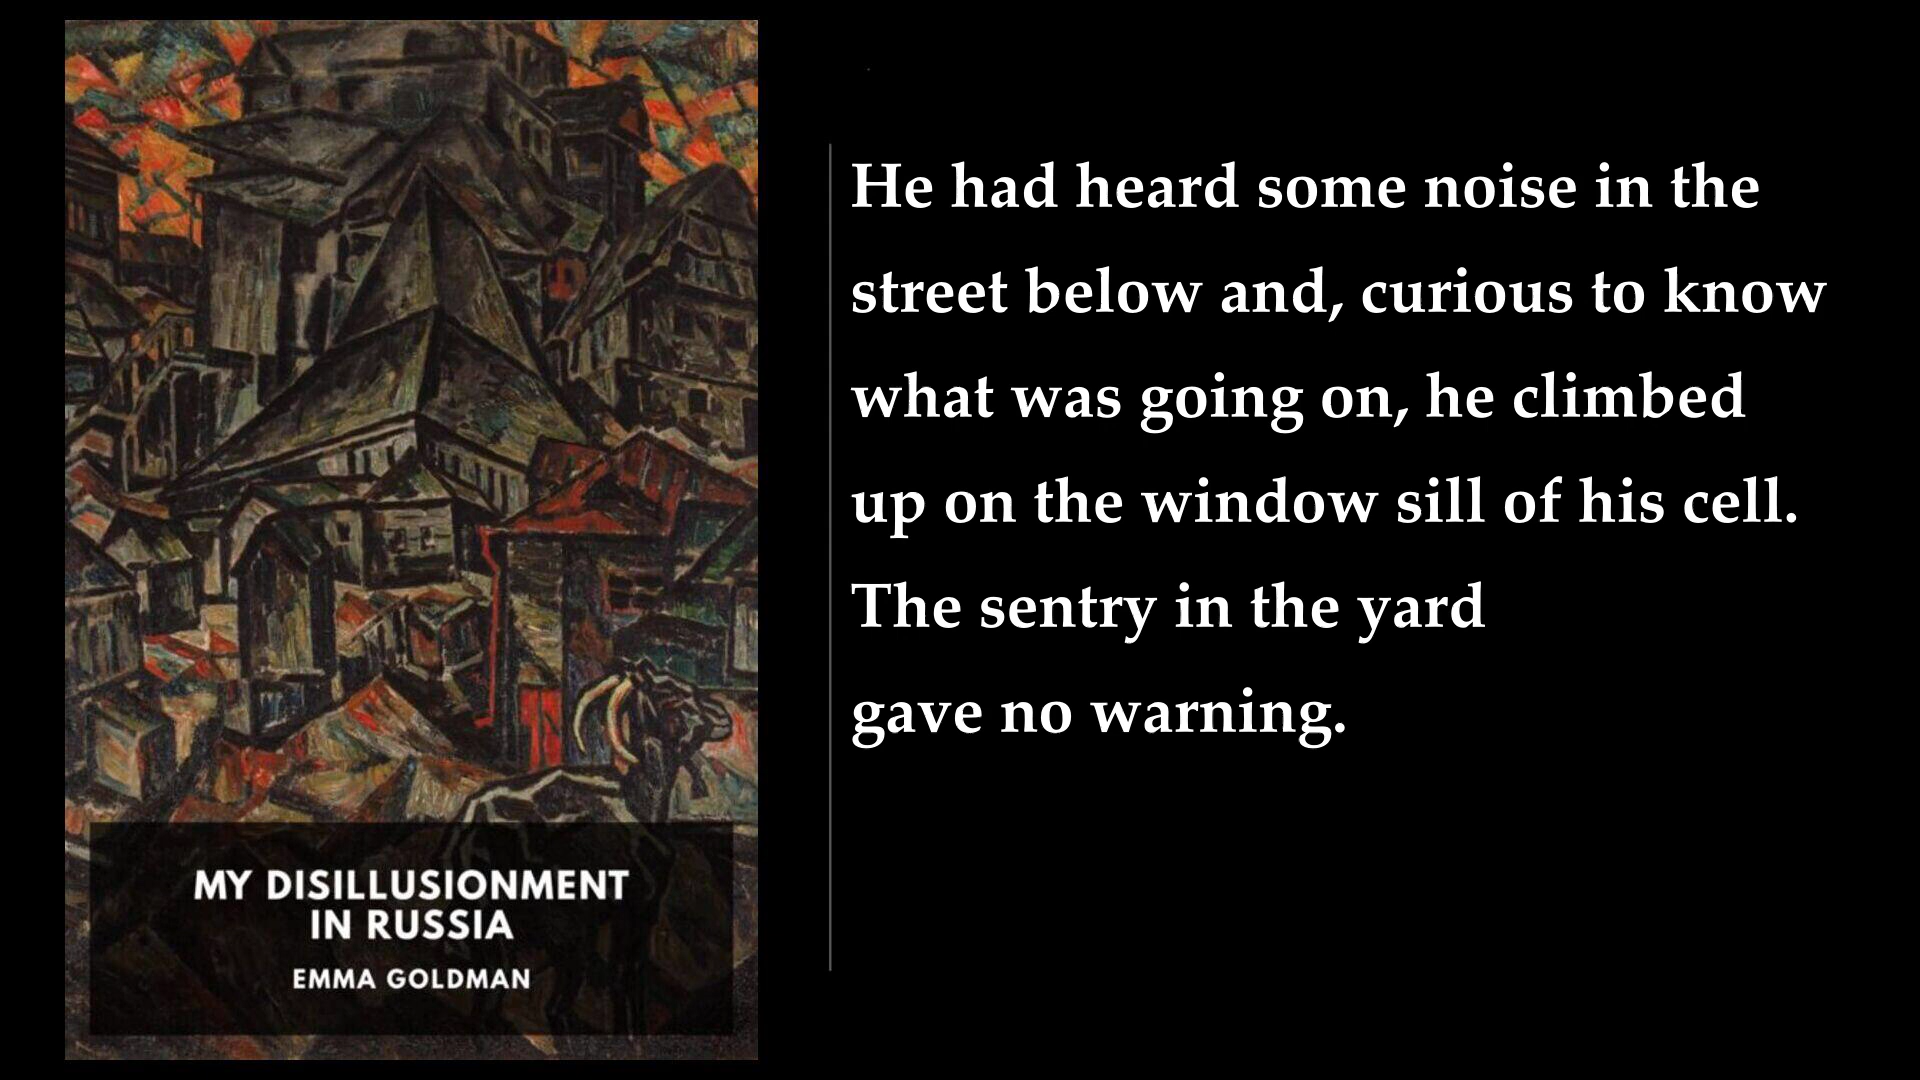 MY DISILLUSIONMENT
IN RUSSIA
EMMA GOLDMAN
He had heard some noise in the
street below and, curious to know
what was going on, he climbed
up on the window sill of his cell.
The sentry in the yard
gave no warning.